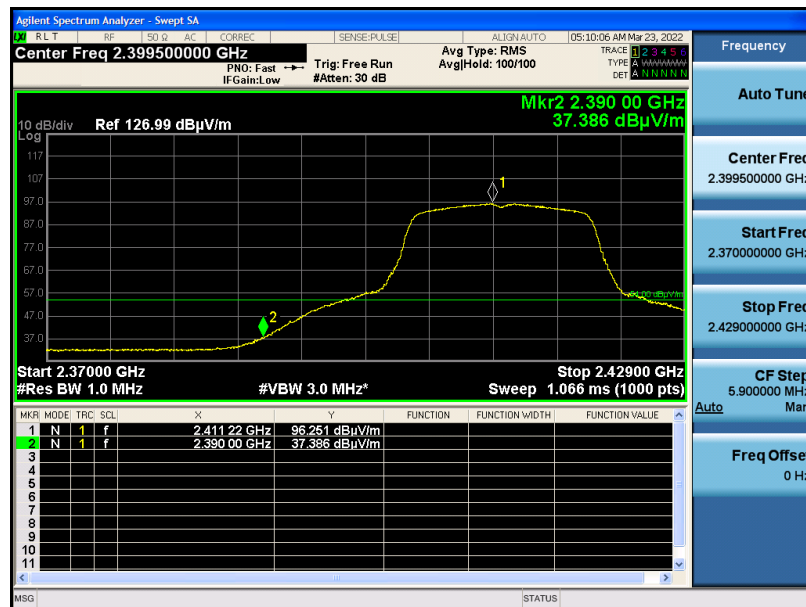 Agilent Spectrum Analyzer - Swept SA
LXI RLT RF 50 Ω AC CORREC SENSE:PULSE ALIGN AUTO 05:10:06 AM Mar 23, 2022
Center Freq 2.399500000 GHz
PNO: Fast
IFGain:Low
Trig: Free Run
#Atten: 30 dB
Avg Type: RMS
Avg|Hold: 100/100
TRACE 1 2 3 4 5 6
TYPE A WWWWW
DET A N N N N N
Mkr2 2.390 00 GHz
37.386 dBµV/m
10 dB/div Ref 126.99 dBµV/m
Log
117
107
97.0
87.0
77.0
67.0
57.0
47.0
37.0
1
2
54.00 dBµV/m
Start 2.37000 GHz Stop 2.42900 GHz
#Res BW 1.0 MHz #VBW 3.0 MHz* Sweep 1.066 ms (1000 pts)
MKR MODE TRC SCL X Y FUNCTION FUNCTION WIDTH FUNCTION VALUE
1 N 1 f 2.411 22 GHz 96.251 dBµV/m
2 N 1 f 2.390 00 GHz 37.386 dBµV/m
3
4
5
6
7
8
9
10
11
MSG STATUS
Frequency
Auto Tune
Center Freq
2.399500000 GHz
Start Freq
2.370000000 GHz
Stop Freq
2.429000000 GHz
CF Step
5.900000 MHz
Auto Man
Freq Offset
0 Hz